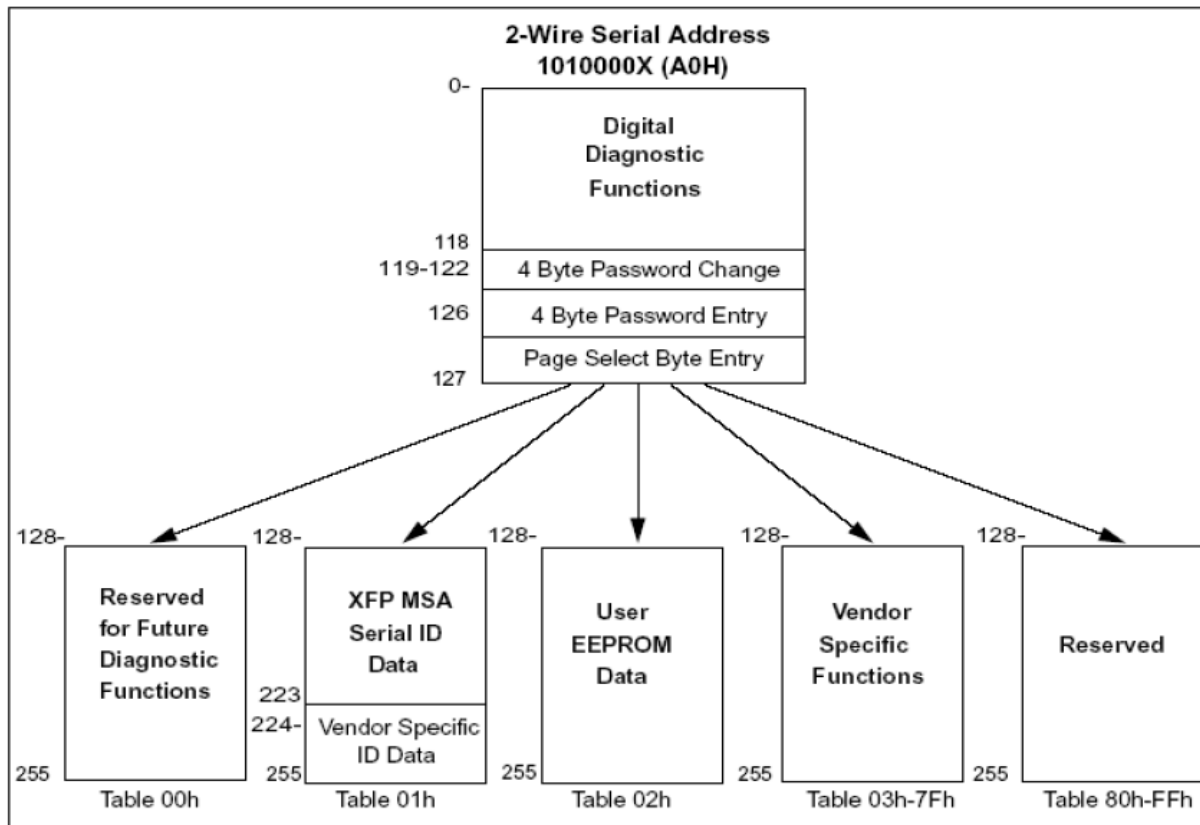 2-Wire Serial Address
1010000X (A0H)
0-
Digital
Diagnostic
Functions
118
119-122
4 Byte Password Change
126
4 Byte Password Entry
Page Select Byte Entry
127
128-
128-
128-
128-
128-
Reserved
for Future
Diagnostic
Functions
XFP MSA
Serial ID
Data
223
224-
Vendor Specific
ID Data
User
EEPROM
Data
Vendor
Specific
Functions
Reserved
255
255
255
255
255
Table 00h
Table 01h
Table 02h
Table 03h-7Fh
Table 80h-FFh